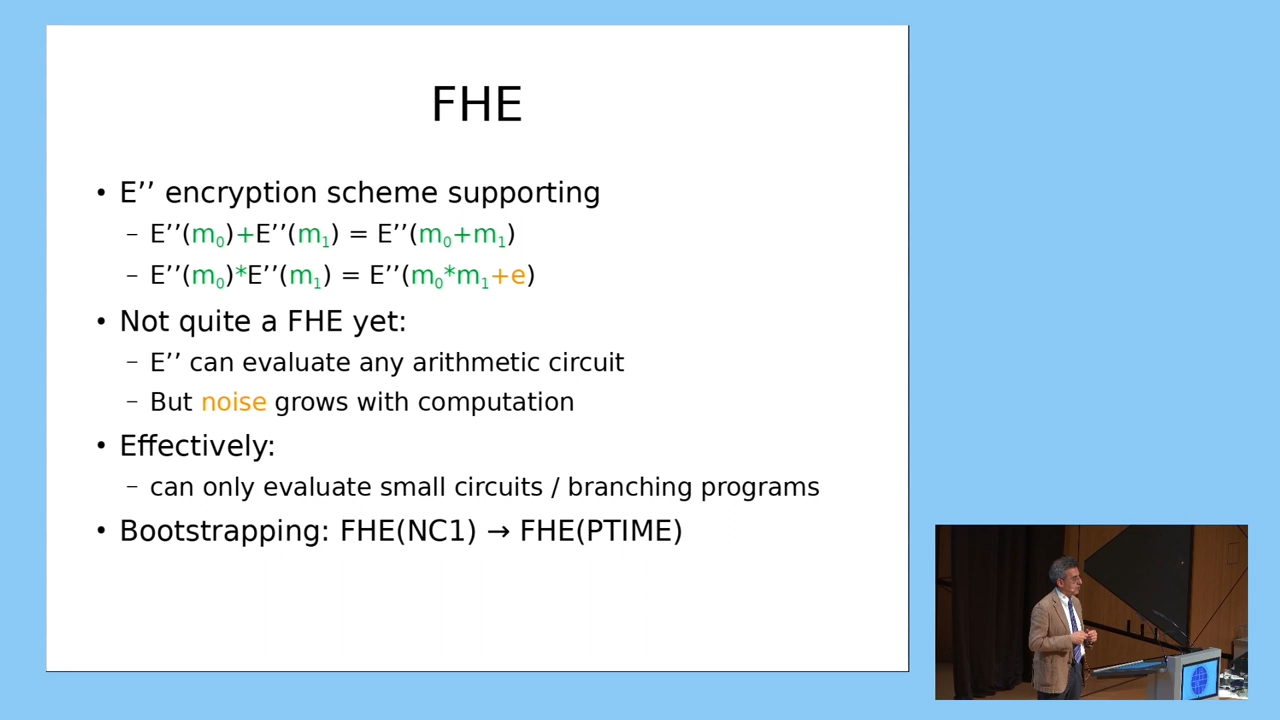 FHE
• E’’ encryption scheme supporting
– E’’(m₀)+E’’(m₁) = E’’(m₀+m₁)
– E’’(m₀)*E’’(m₁) = E’’(m₀*m₁+e)
• Not quite a FHE yet:
– E’’ can evaluate any arithmetic circuit
– But noise grows with computation
• Effectively:
– can only evaluate small circuits / branching programs
• Bootstrapping: FHE(NC1) → FHE(PTIME)